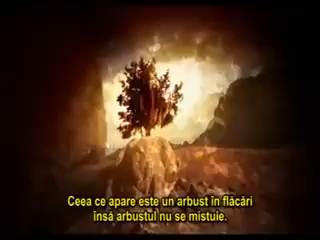 Ceea ce apare este un arbust în flăcări
însă arbustul nu se mistuie.